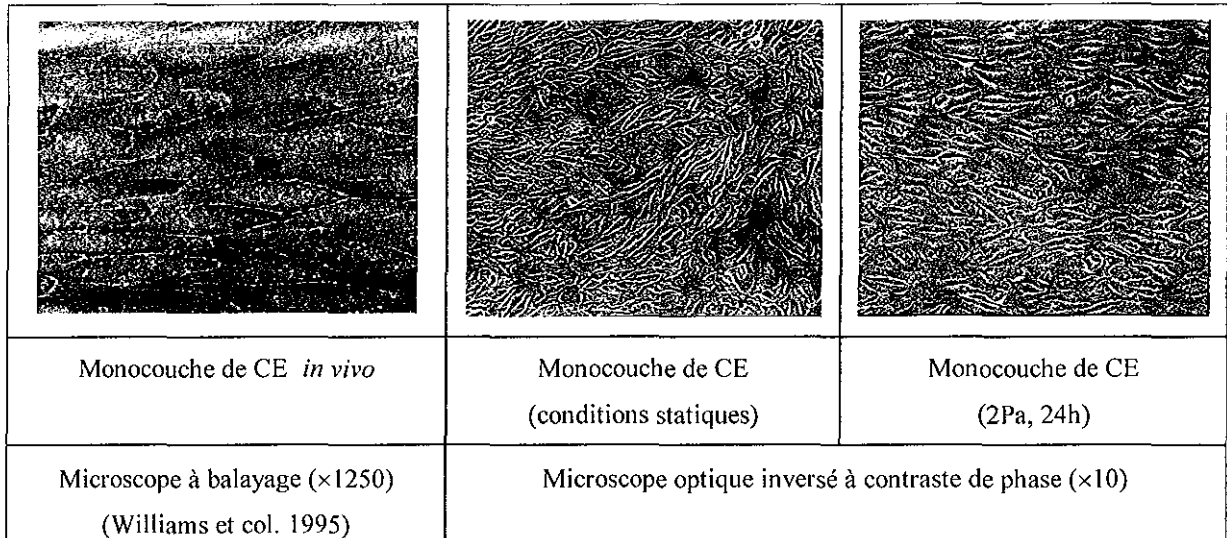 Monocouche de CE in vivo
Monocouche de CE
(conditions statiques)
Monocouche de CE
(2Pa, 24h)
Microscope à balayage (×1250)
(Williams et col. 1995)
Microscope optique inversé à contraste de phase (×10)